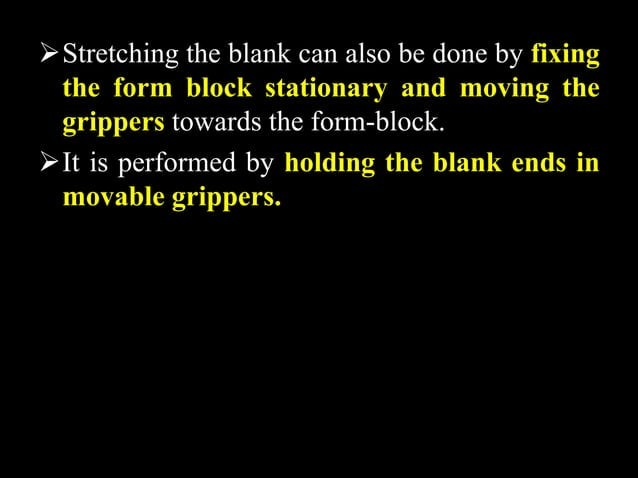 ➢Stretching the blank can also be done by fixing
the form block stationary and moving the
grippers towards the form-block.
➢It is performed by holding the blank ends in
movable grippers.